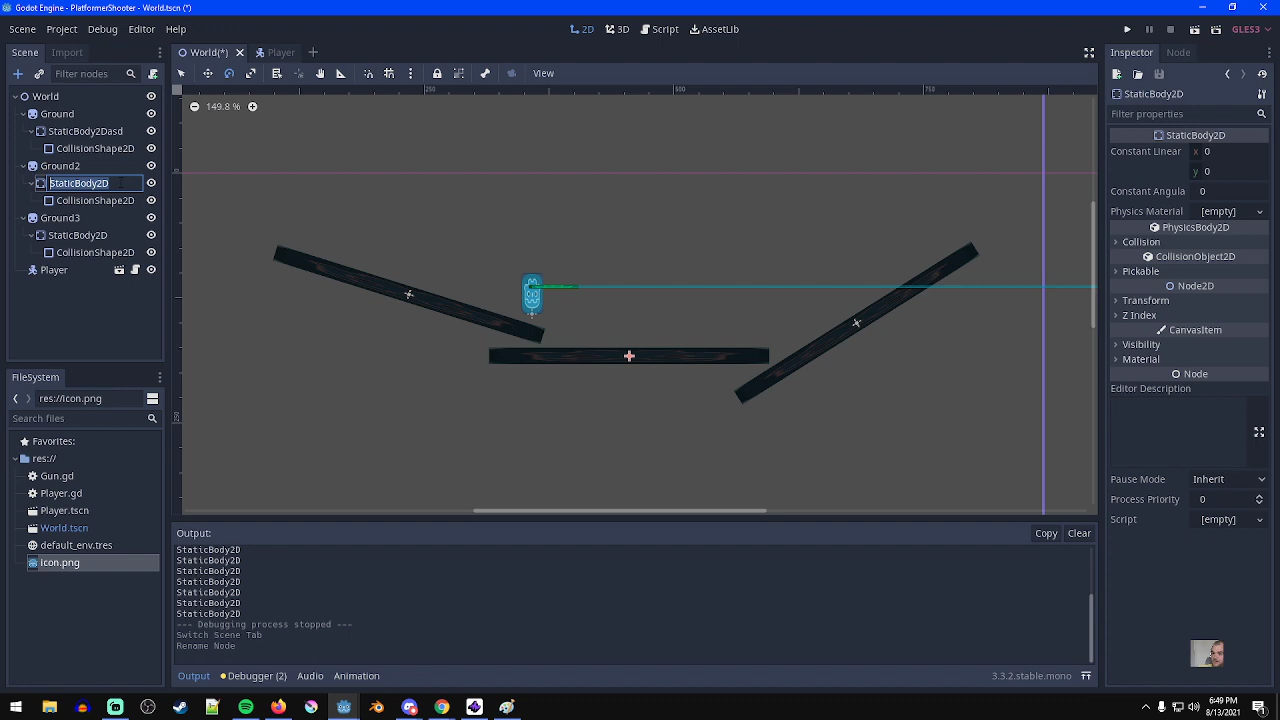 Godot Engine - PlatformerShooter - World.tscn (*)
Scene Project Debug Editor Help
2D 3D Script AssetLib
GLES3
Scene Import
World(*) Player
Inspector Node
Filter nodes
View
World
Ground
StaticBodyDasd
CollisionShape2D
Ground2
StaticBody2D
CollisionShape2D
Ground3
StaticBody2D
CollisionShape2D
Player
149.8 %
250 500 750
0
250
StaticBody2D
Filter properties
StaticBody2D
Constant Linear x 0
y 0
Constant Angula 0
Physics Material [empty]
PhysicsBody2D
Collision
CollisionObject2D
Pickable
Node2D
Transform
Z Index
CanvasItem
Visibility
Material
Node
Editor Description
Pause Mode Inherit
Process Priority 0
Script [empty]
FileSystem
res://icon.png
Search files
Favorites:
res://
Gun.gd
Player.gd
Player.tscn
World.tscn
default_env.tres
icon.png
Output:
Copy Clear
StaticBody2D
StaticBody2D
StaticBody2D
StaticBody2D
StaticBody2D
StaticBody2D
StaticBody2D
--- Debugging process stopped ---
Switch Scene Tab
Rename Node
Output Debugger (2) Audio Animation
3.3.2.stable.mono
6:49 PM
8/13/2021